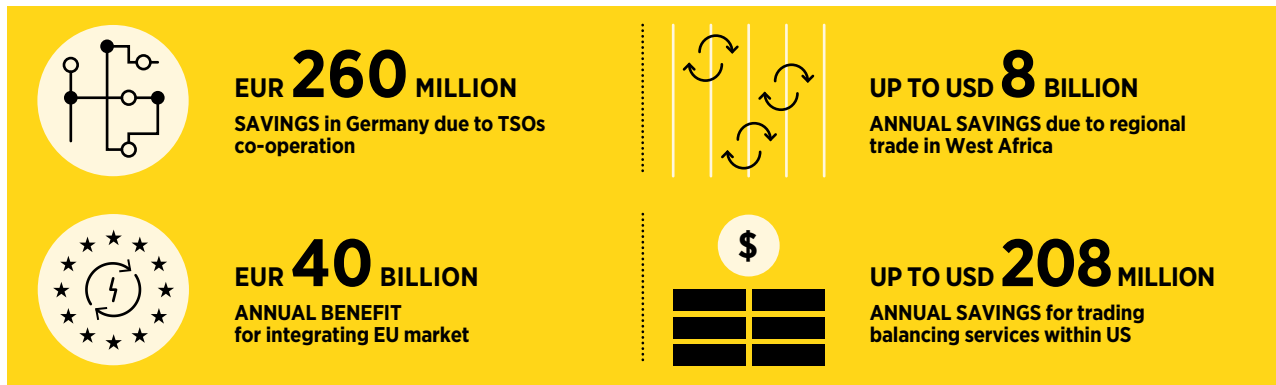 EUR 260 MILLION
SAVINGS in Germany due to TSOs
co-operation
UP TO USD 8 BILLION
ANNUAL SAVINGS due to regional
trade in West Africa
EUR 40 BILLION
ANNUAL BENEFIT
for integrating EU market
$
UP TO USD 208 MILLION
ANNUAL SAVINGS for trading
balancing services within US